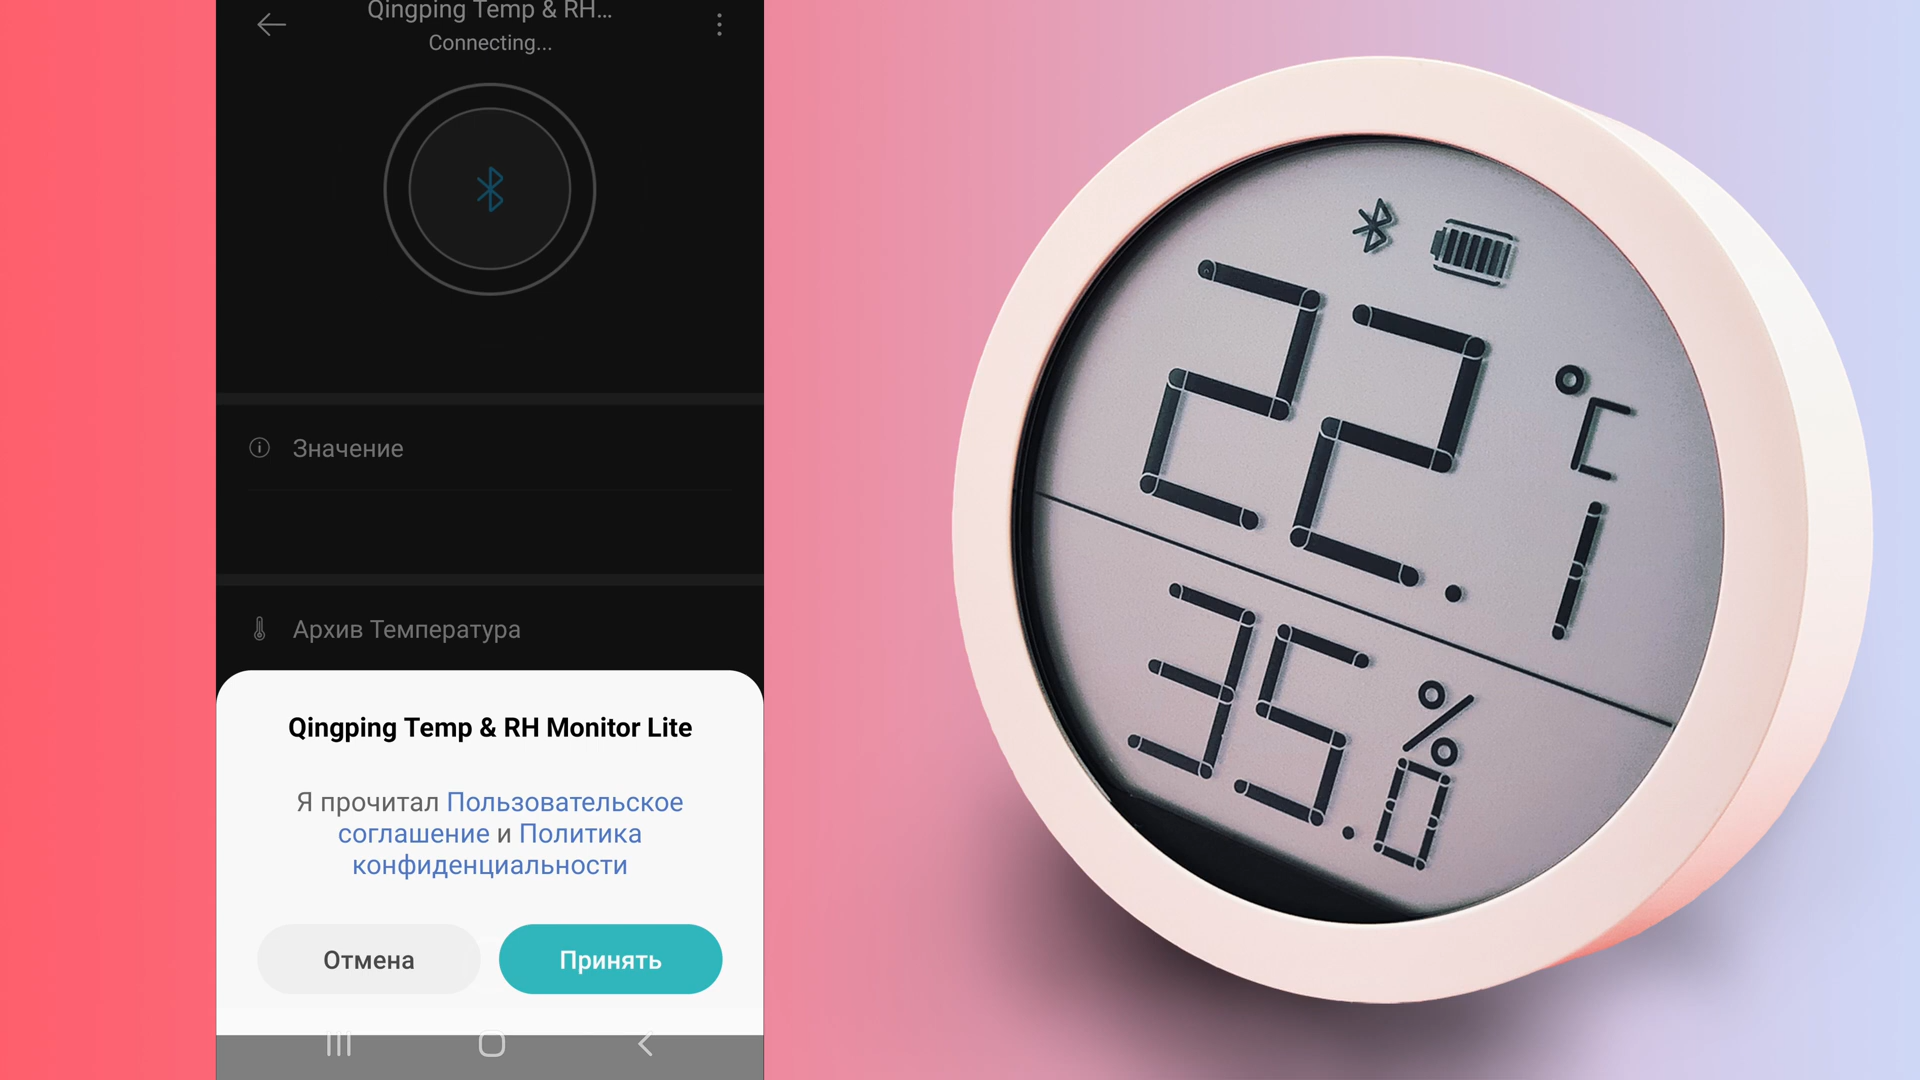 Qingping Temp & RH...
Connecting...
Значение
Архив Температура
Qingping Temp & RH Monitor Lite
Я прочитал Пользовательское
соглашение и Политика
конфиденциальности
Отмена
Принять
22.1 °C
35.0 %